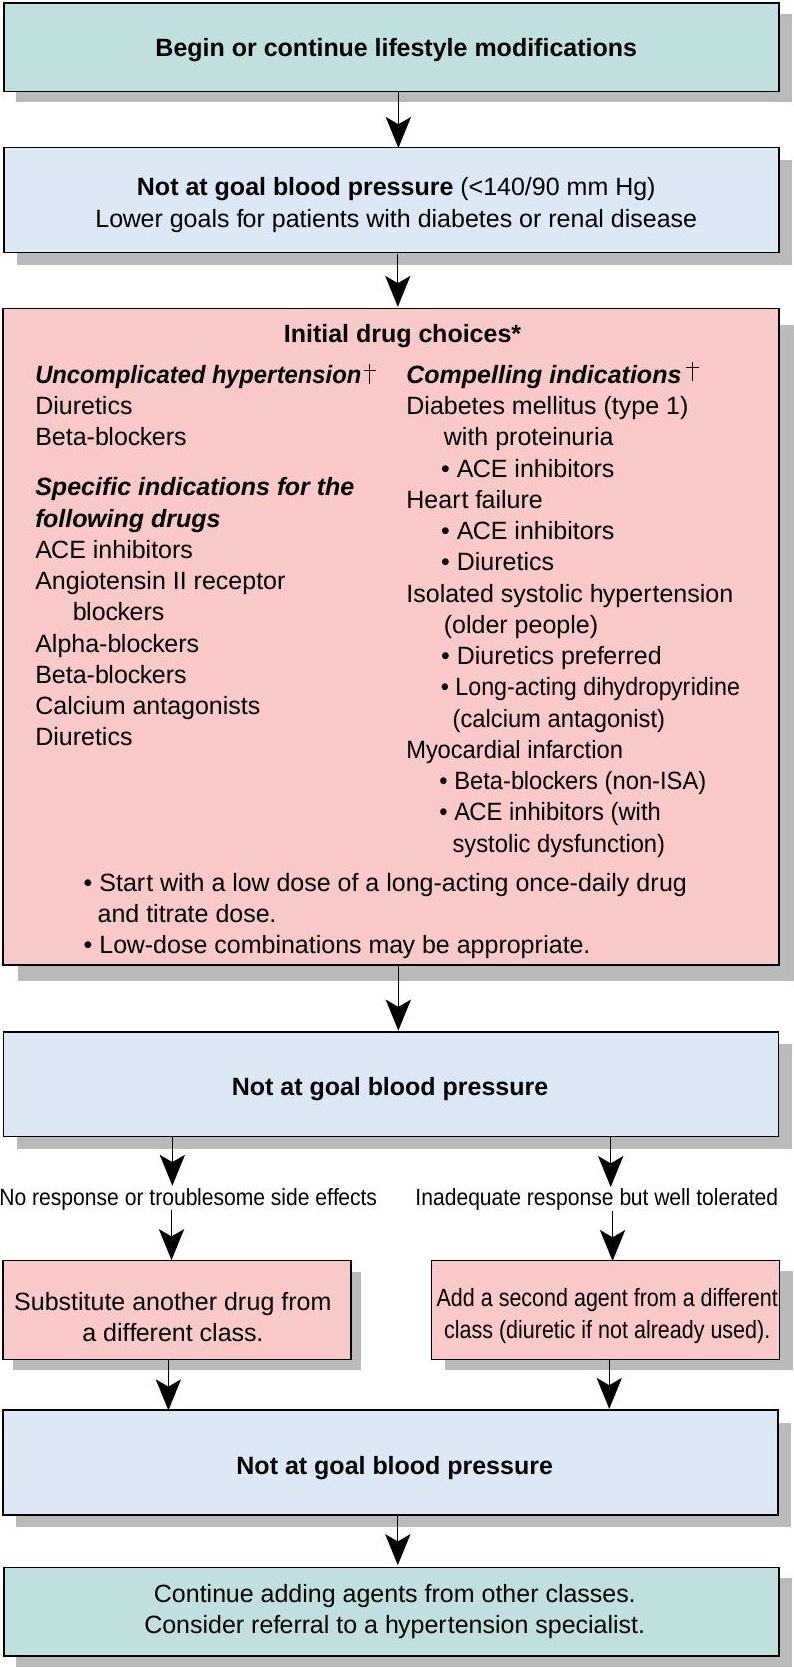 Begin or continue lifestyle modifications
Not at goal blood pressure (<140/90 mm Hg)
Lower goals for patients with diabetes or renal disease
Initial drug choices*
Uncomplicated hypertension†
Diuretics
Beta-blockers
Specific indications for the
following drugs
ACE inhibitors
Angiotensin II receptor
blockers
Alpha-blockers
Beta-blockers
Calcium antagonists
Diuretics
Compelling indications†
Diabetes mellitus (type 1)
with proteinuria
• ACE inhibitors
Heart failure
• ACE inhibitors
• Diuretics
Isolated systolic hypertension
(older people)
• Diuretics preferred
• Long-acting dihydropyridine
(calcium antagonist)
Myocardial infarction
• Beta-blockers (non-ISA)
• ACE inhibitors (with
systolic dysfunction)
• Start with a low dose of a long-acting once-daily drug
and titrate dose.
• Low-dose combinations may be appropriate.
Not at goal blood pressure
No response or troublesome side effects
Inadequate response but well tolerated
Substitute another drug from
a different class.
Add a second agent from a different
class (diuretic if not already used).
Not at goal blood pressure
Continue adding agents from other classes.
Consider referral to a hypertension specialist.